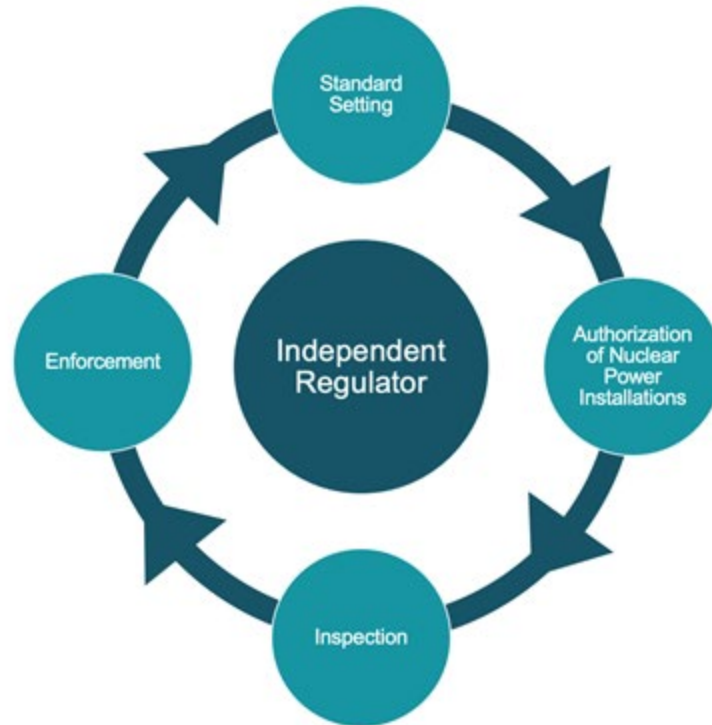 Standard
Setting
Authorization
of Nuclear
Power
Installations
Independent
Regulator
Enforcement
Inspection